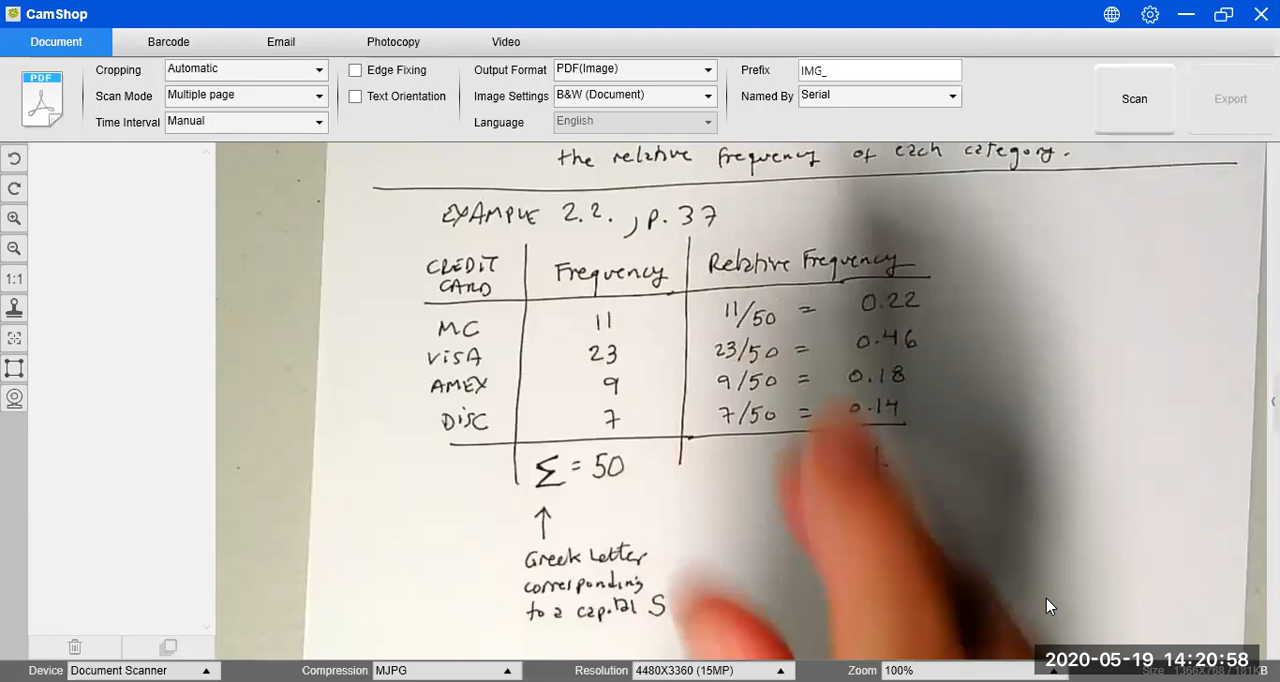 CamShop
Document Barcode Email Photocopy Video
PDF
Cropping Automatic
Edge Fixing
Output Format PDF(Image)
Prefix IMG_
Scan Mode Multiple page
Text Orientation
Image Settings B&W (Document)
Named By Serial
Time Interval Manual
Language English
Scan
Export
1:1
the relative frequency of each category.
EXAMPLE 2.2., p. 37
CREDIT CARD Frequency Relative Frequency
MC 11 11/50 = 0.22
VISA 23 23/50 = 0.46
AMEX 9 9/50 = 0.18
DISC 7 7/50 = 0.14
Σ = 50
↑
Greek Letter
corresponding
to a capital S
2020-05-19 14:20:58
Device Document Scanner
Compression MJPG
Resolution 4480X3360 (15MP)
Zoom 100%